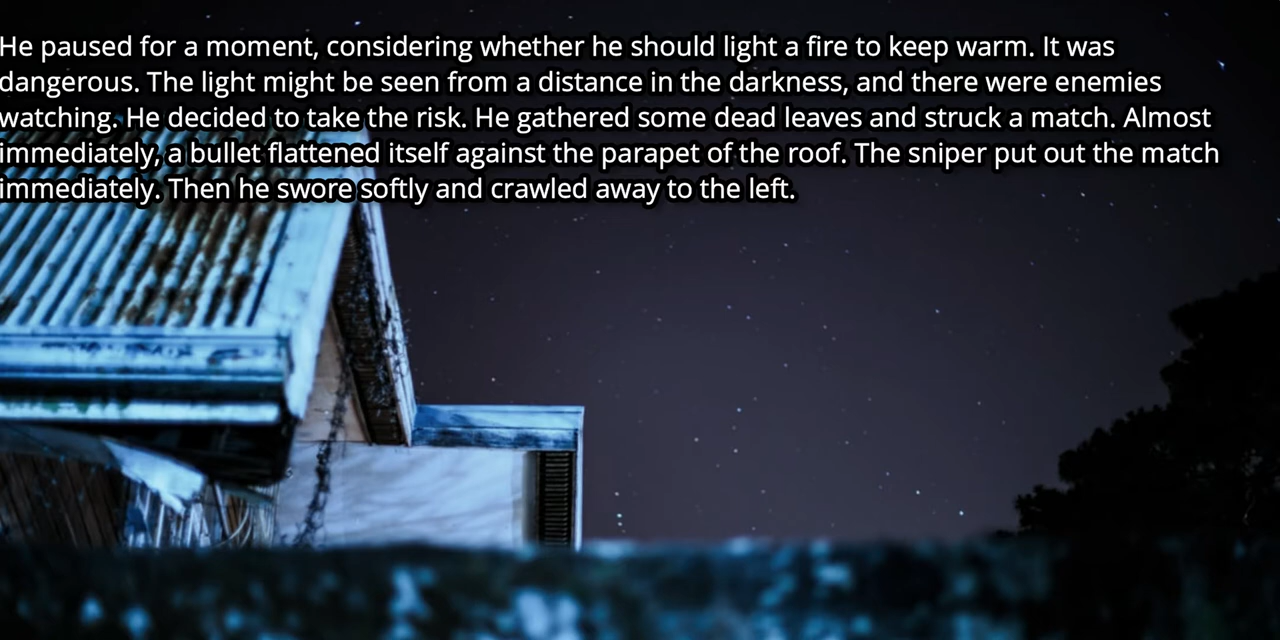 He paused for a moment, considering whether he should light a fire to keep warm. It was
dangerous. The light might be seen from a distance in the darkness, and there were enemies
watching. He decided to take the risk. He gathered some dead leaves and struck a match. Almost
immediately, a bullet flattened itself against the parapet of the roof. The sniper put out the match
immediately. Then he swore softly and crawled away to the left.